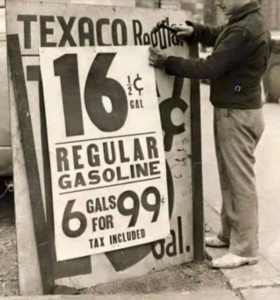 TEXACO
16 1/2 ¢
GAL
REGULAR
GASOLINE
6 GALS FOR 99¢
TAX INCLUDED
Gal.